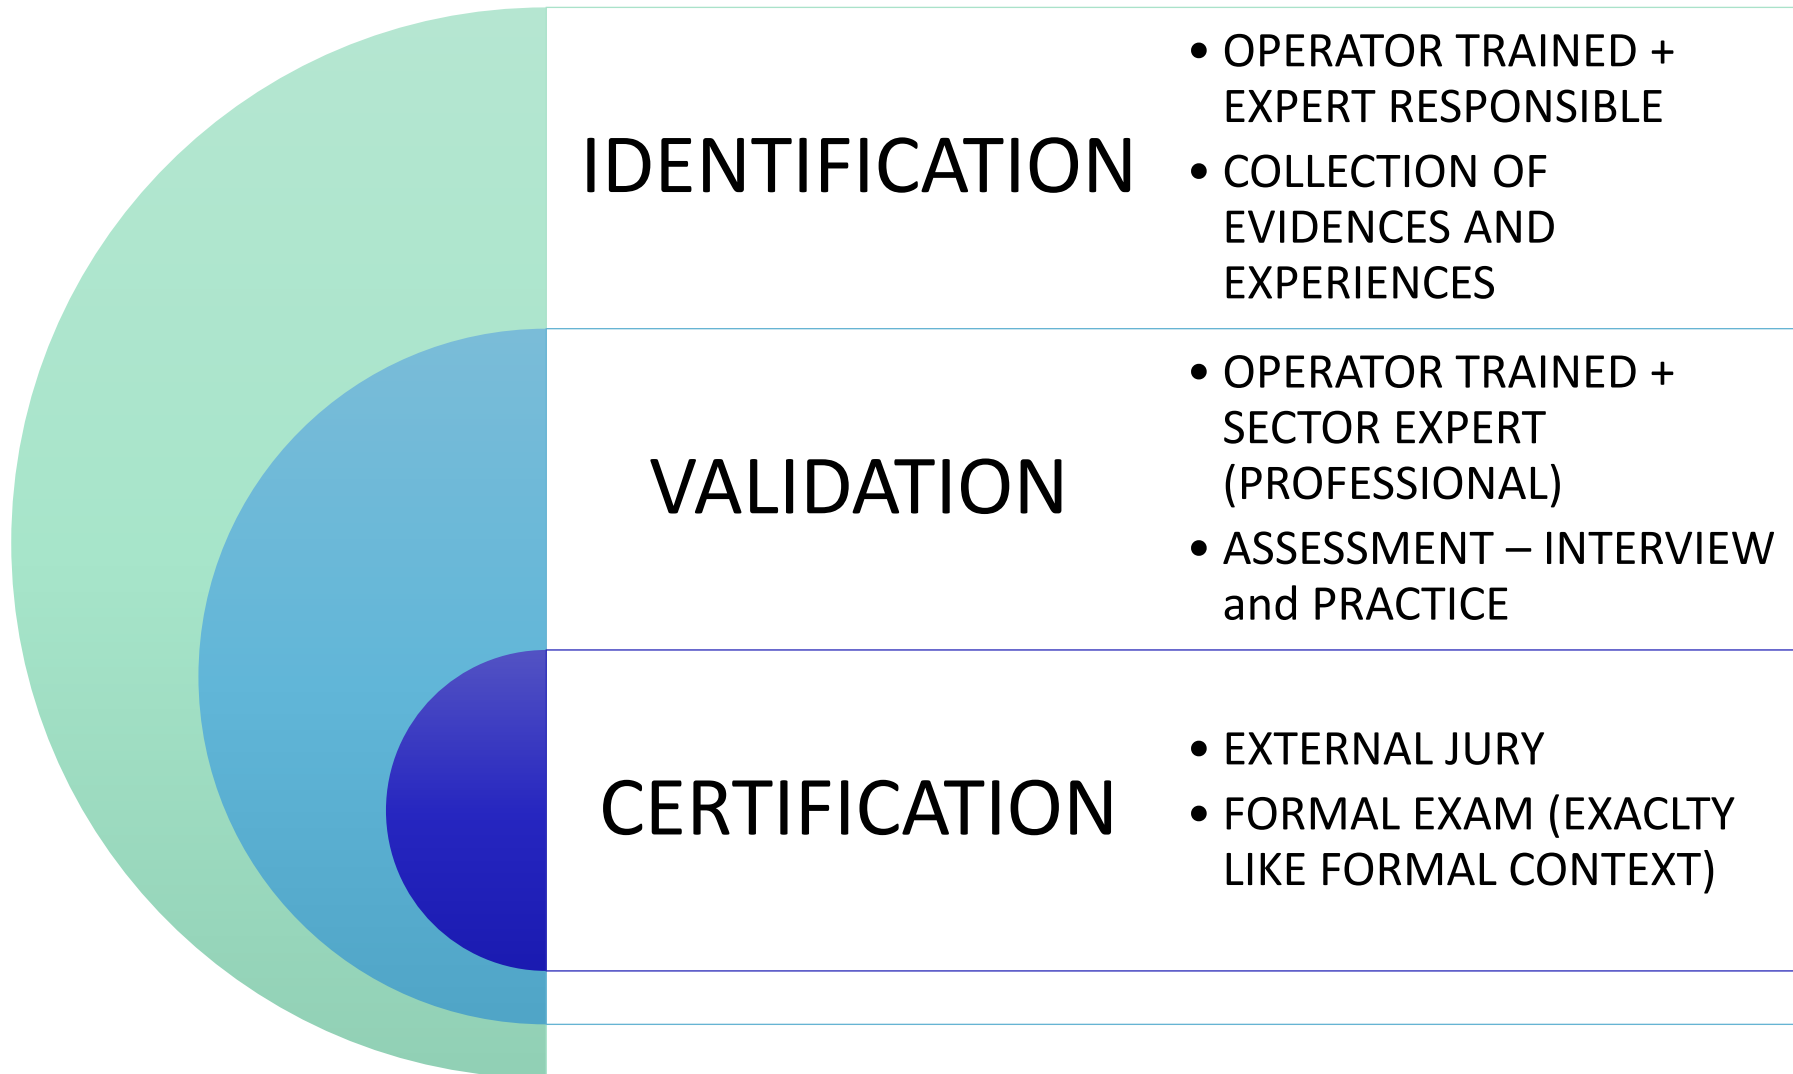 IDENTIFICATION
• OPERATOR TRAINED +
EXPERT RESPONSIBLE
• COLLECTION OF
EVIDENCES AND
EXPERIENCES
VALIDATION
• OPERATOR TRAINED +
SECTOR EXPERT
(PROFESSIONAL)
• ASSESSMENT – INTERVIEW
and PRACTICE
CERTIFICATION
• EXTERNAL JURY
• FORMAL EXAM (EXACLTY
LIKE FORMAL CONTEXT)